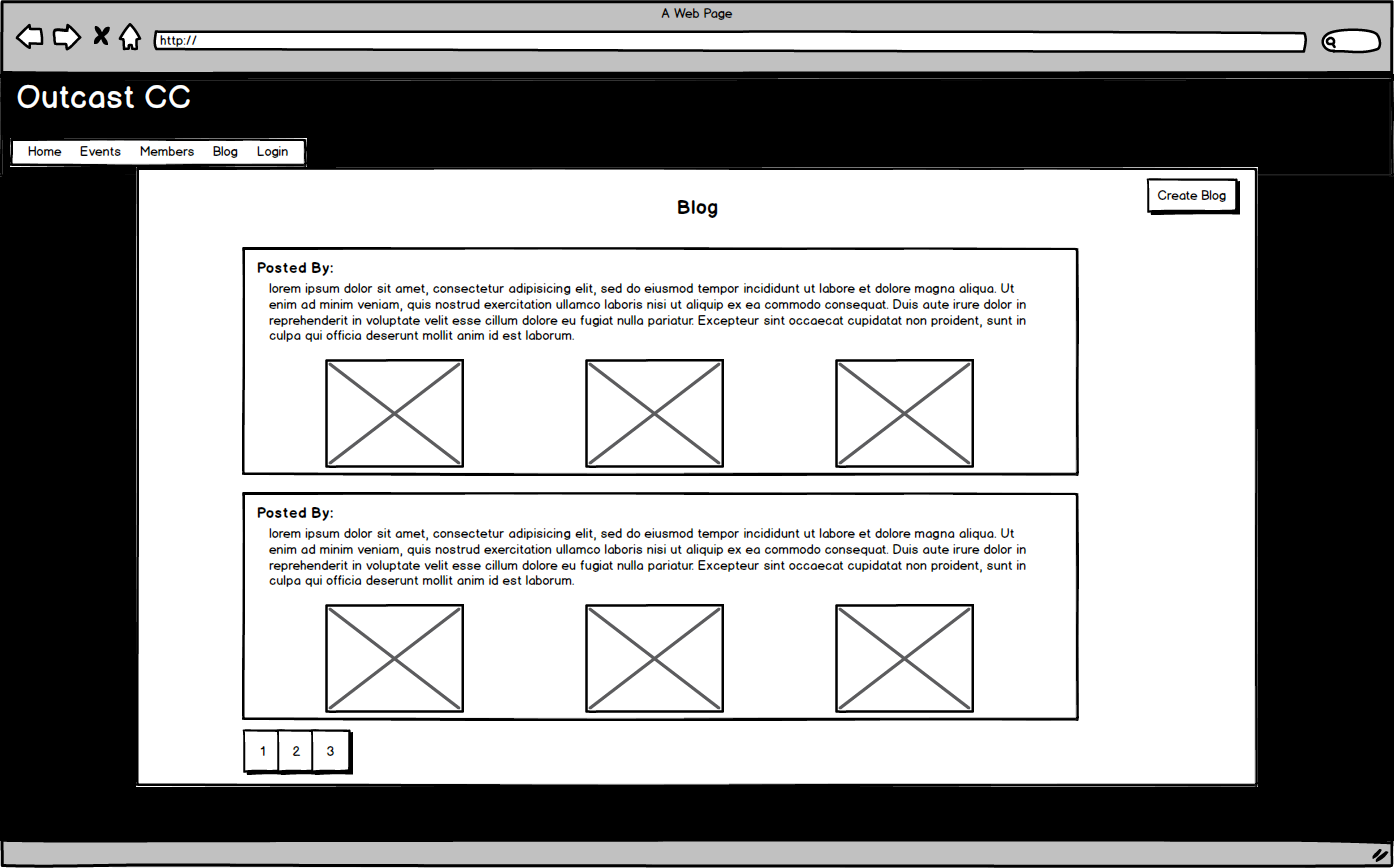 A Web Page
http://
Outcast CC
Home Events Members Blog Login
Create Blog
Blog
Posted By:
lorem ipsum dolor sit amet, consectetur adipisicing elit, sed do eiusmod tempor incididunt ut labore et dolore magna aliqua. Ut
enim ad minim veniam, quis nostrud exercitation ullamco laboris nisi ut aliquip ex ea commodo consequat. Duis aute irure dolor in
reprehenderit in voluptate velit esse cillum dolore eu fugiat nulla pariatur. Excepteur sint occaecat cupidatat non proident, sunt in
culpa qui officia deserunt mollit anim id est laborum.
Posted By:
lorem ipsum dolor sit amet, consectetur adipisicing elit, sed do eiusmod tempor incididunt ut labore et dolore magna aliqua. Ut
enim ad minim veniam, quis nostrud exercitation ullamco laboris nisi ut aliquip ex ea commodo consequat. Duis aute irure dolor in
reprehenderit in voluptate velit esse cillum dolore eu fugiat nulla pariatur. Excepteur sint occaecat cupidatat non proident, sunt in
culpa qui officia deserunt mollit anim id est laborum.
1 2 3